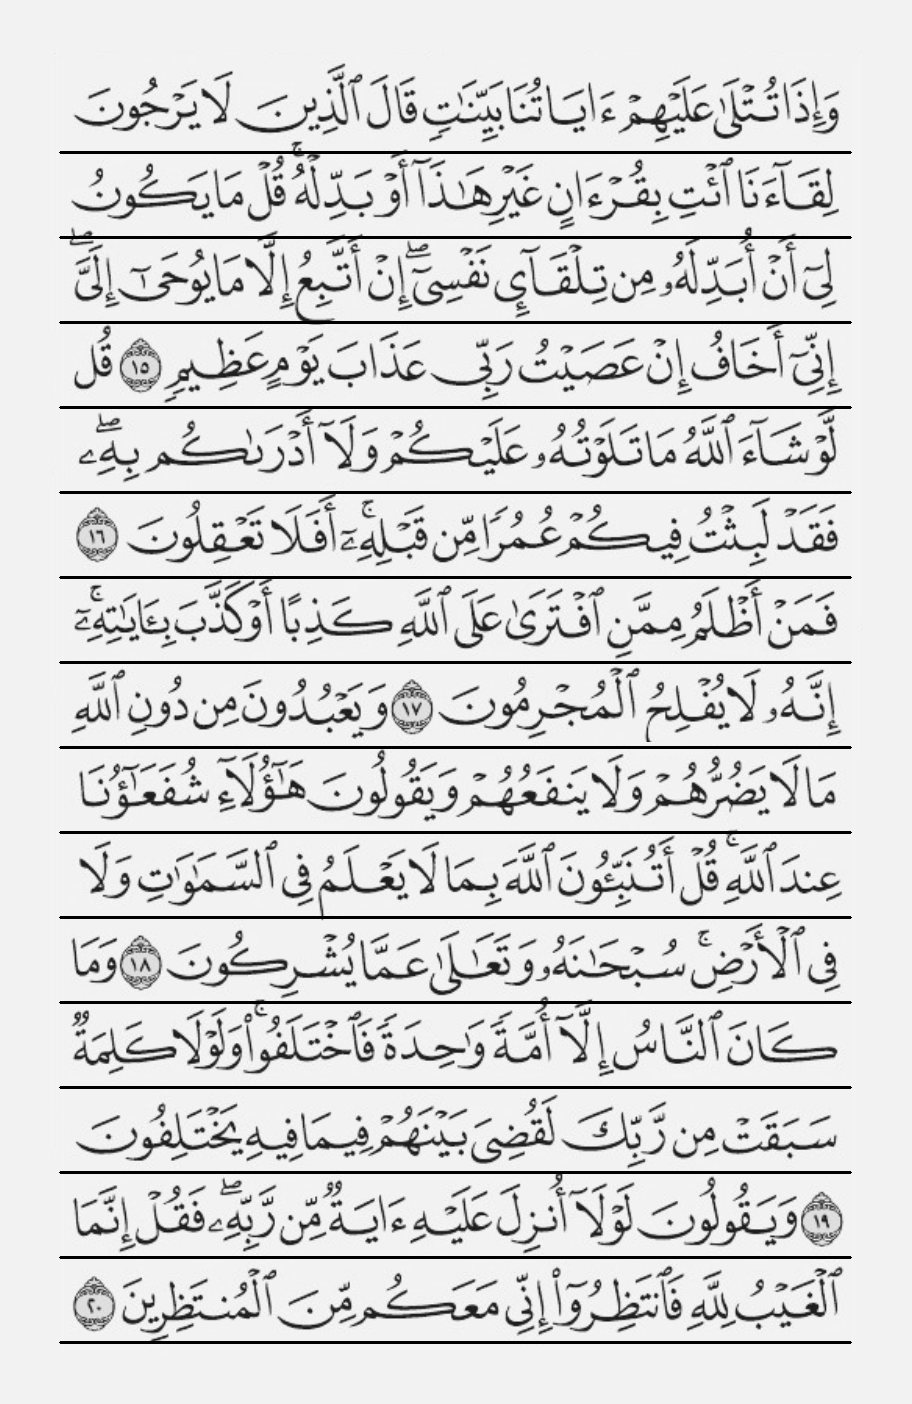 وَإِذَا تُتْلَىٰ عَلَيْهِمْ ءَايَاتُنَا بَيِّنَٰتٍ قَالَ ٱلَّذِينَ لَا يَرْجُونَ
لِقَآءَنَا ٱئْتِ بِقُرْءَانٍ غَيْرِ هَٰذَآ أَوْ بَدِّلْهُ ۚ قُلْ مَا يَكُونُ
لِىٓ أَنْ أُبَدِّلَهُۥ مِن تِلْقَآئِ نَفْسِىٓ ۖ إِنْ أَتَّبِعُ إِلَّا مَا يُوحَىٰٓ إِلَىَّ ۖ
إِنِّىٓ أَخَافُ إِنْ عَصَيْتُ رَبِّى عَذَابَ يَوْمٍ عَظِيمٍ ١٥ قُل
لَّوْ شَآءَ ٱللَّهُ مَا تَلَوْتُهُۥ عَلَيْكُمْ وَلَآ أَدْرَىٰكُم بِهِۦ ۖ
فَقَدْ لَبِثْتُ فِيكُمْ عُمُرًا مِّن قَبْلِهِۦٓ ۚ أَفَلَا تَعْقِلُونَ ١٦
فَمَنْ أَظْلَمُ مِمَّنِ ٱفْتَرَىٰ عَلَى ٱللَّهِ كَذِبًا أَوْ كَذَّبَ بِـَٔايَٰتِهِۦٓ ۚ
إِنَّهُۥ لَا يُفْلِحُ ٱلْمُجْرِمُونَ ١٧ وَيَعْبُدُونَ مِن دُونِ ٱللَّهِ
مَا لَا يَضُرُّهُمْ وَلَا يَنفَعُهُمْ وَيَقُولُونَ هَٰٓؤُلَآءِ شُفَعَٰٓؤُنَا
عِندَ ٱللَّهِ ۚ قُلْ أَتُنَبِّـُٔونَ ٱللَّهَ بِمَا لَا يَعْلَمُ فِى ٱلسَّمَٰوَٰتِ وَلَا
فِى ٱلْأَرْضِ ۚ سُبْحَٰنَهُۥ وَتَعَٰلَىٰ عَمَّا يُشْرِكُونَ ١٨ وَمَا
كَانَ ٱلنَّاسُ إِلَّآ أُمَّةً وَٰحِدَةً فَٱخْتَلَفُوا۟ ۚ وَلَوْلَا كَلِمَةٌ
سَبَقَتْ مِن رَّبِّكَ لَقُضِىَ بَيْنَهُمْ فِيمَا فِيهِ يَخْتَلِفُونَ
١٩ وَيَقُولُونَ لَوْلَآ أُنزِلَ عَلَيْهِ ءَايَةٌ مِّن رَّبِّهِۦ ۖ فَقُلْ إِنَّمَا
ٱلْغَيْبُ لِلَّهِ فَٱنتَظِرُوٓا۟ إِنِّى مَعَكُم مِّنَ ٱلْمُنتَظِرِينَ ٢٠